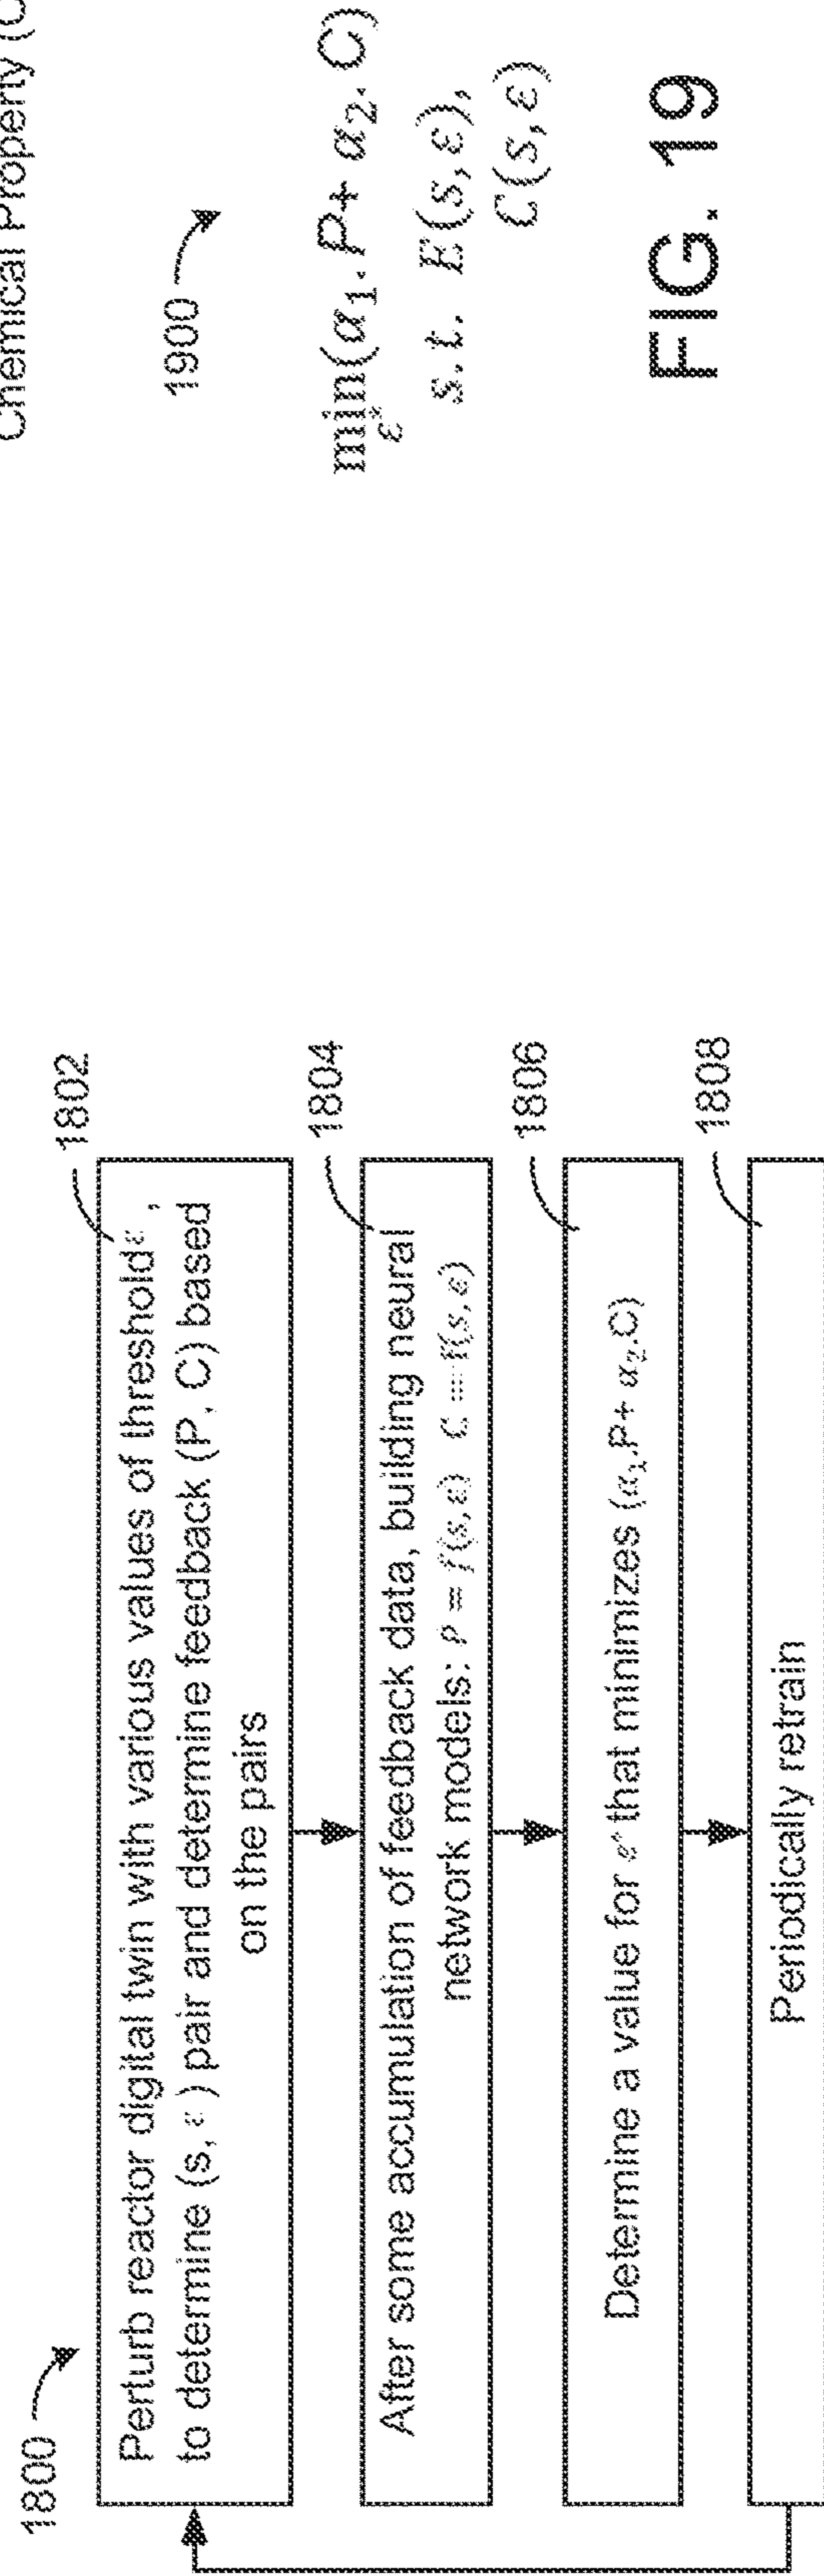 1800
1802
Perturb reactor digital twin with various values of threshold ε ,
to determine (s, ε ) pair and determine feedback (P, C) based
on the pairs
1804
After some accumulation of feedback data, building neural
network models: P = f(s, ε) C = f(s, ε)
1806
Determine a value for ε* that minimizes (α₁.P+ α₂.C)
1808
Periodically retrain
Chemical Property (C
1900
min(α₁. P+ α₂. C)
ε*
s.t. E(s, ε),
C(s, ε)
FIG. 19